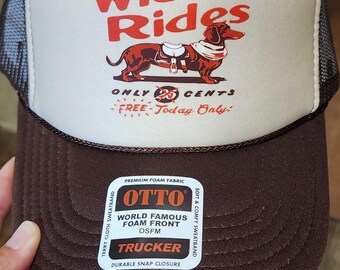 Rides
ONLY 25 CENTS
FREE Today Only!
PREMIUM FOAM FABRIC
OTTO
WORLD FAMOUS
FOAM FRONT
OSFM
TRUCKER
DURABLE SNAP CLOSURE
TERRY CLOTH SWEATBAND
SOFT & COMFY SWEATBAND